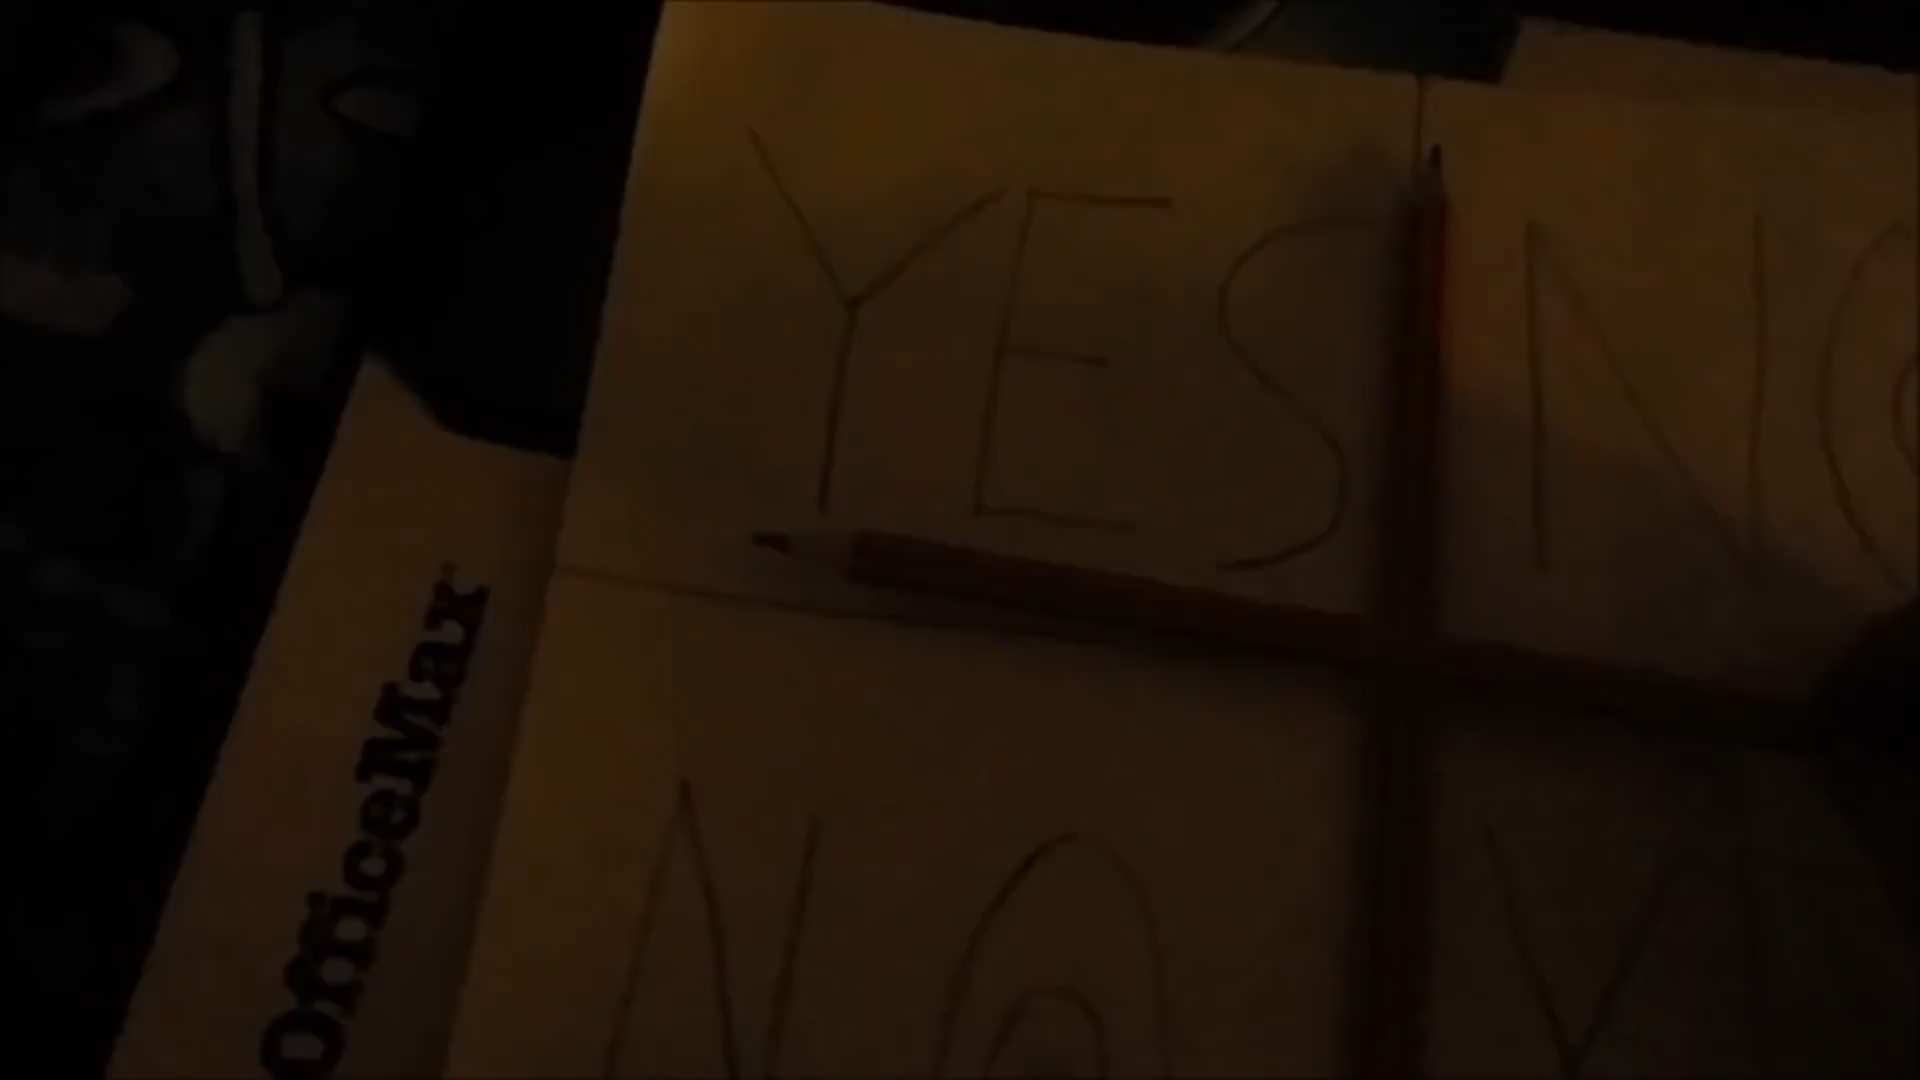 YES NO
NO Y
OfficeMax